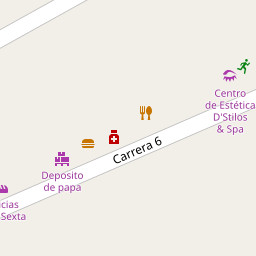 Centro
de Estética
D'Stilos
& Spa
Carrera 6
Deposito
de papa
Sexta